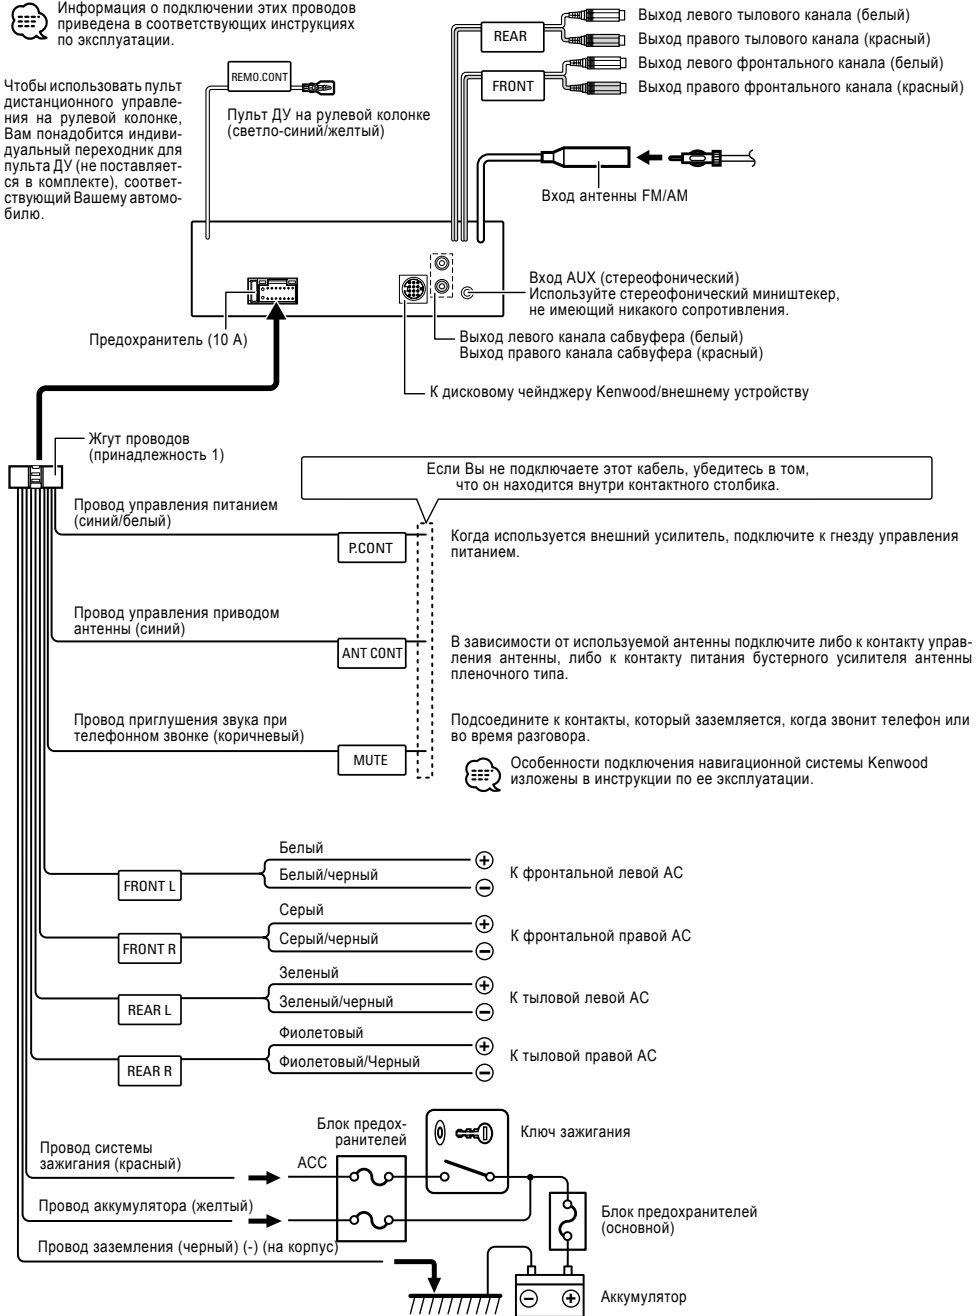 Информация о подключении этих проводов
приведена в соответствующих инструкциях
по эксплуатации.
REAR
Выход левого тылового канала (белый)
Выход правого тылового канала (красный)
FRONT
Выход левого фронтального канала (белый)
Выход правого фронтального канала (красный)
Чтобы использовать пульт
дистанционного управле-
ния на рулевой колонке,
Вам понадобится индиви-
дуальный переходник для
пульта ДУ (не поставляет-
ся в комплекте), соответ-
ствующий Вашему автомо-
билю.
REMO.CONT
Пульт ДУ на рулевой колонке
(светло-синий/желтый)
Вход антенны FM/AM
Вход AUX (стереофонический)
Используйте стереофонический миништекер,
не имеющий никакого сопротивления.
Предохранитель (10 A)
Выход левого канала сабвуфера (белый)
Выход правого канала сабвуфера (красный)
К дисковому чейнджеру Kenwood/внешнему устройству
Жгут проводов
(принадлежность 1)
Если Вы не подключаете этот кабель, убедитесь в том,
что он находится внутри контактного столбика.
Провод управления питанием
(синий/белый)
P.CONT
Когда используется внешний усилитель, подключите к гнезду управления
питанием.
Провод управления приводом
антенны (синий)
ANT CONT
В зависимости от используемой антенны подключите либо к контакту управ-
ления антенны, либо к контакту питания бустерного усилителя антенны
пленочного типа.
Провод приглушения звука при
телефонном звонке (коричневый)
MUTE
Подсоедините к контакты, который заземляется, когда звонит телефон или
во время разговора.
Особенности подключения навигационной системы Kenwood
изложены в инструкции по ее эксплуатации.
FRONT L
Белый
Белый/черный
К фронтальной левой АС
FRONT R
Серый
Серый/черный
К фронтальной правой АС
REAR L
Зеленый
Зеленый/черный
К тыловой левой АС
REAR R
Фиолетовый
Фиолетовый/Черный
К тыловой правой АС
Блок предох-
ранителей
Ключ зажигания
Провод системы
зажигания (красный)
ACC
Провод аккумулятора (желтый)
Блок предохранителей
(основной)
Провод заземления (черный) (-) (на корпус)
Аккумулятор